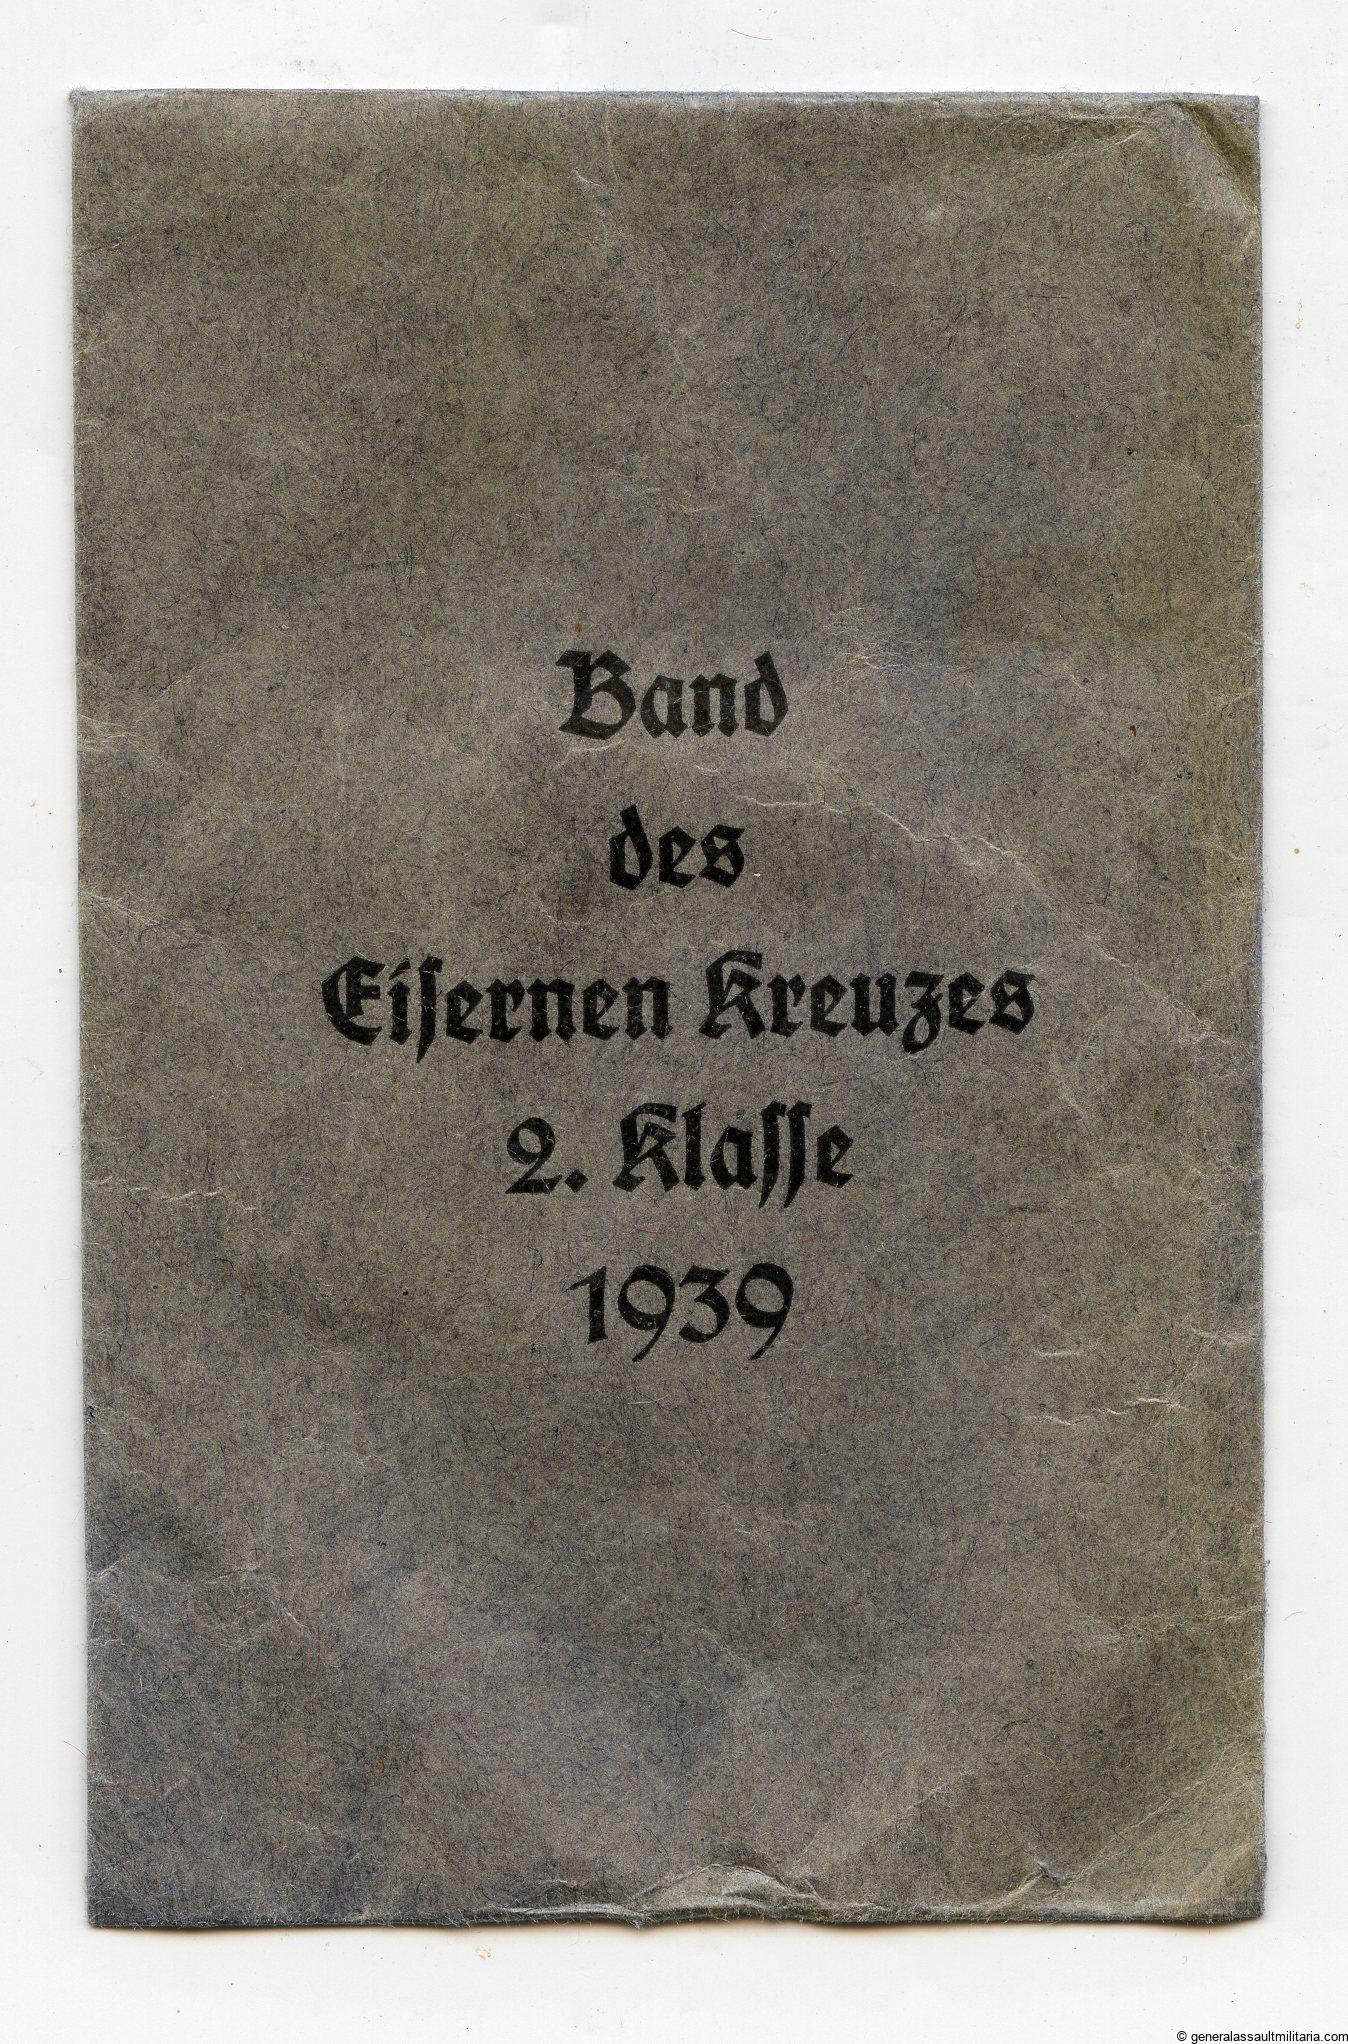 Band
des
Eisernen Kreuzes
2. Klasse
1939
© generalassaultmilitaria.com